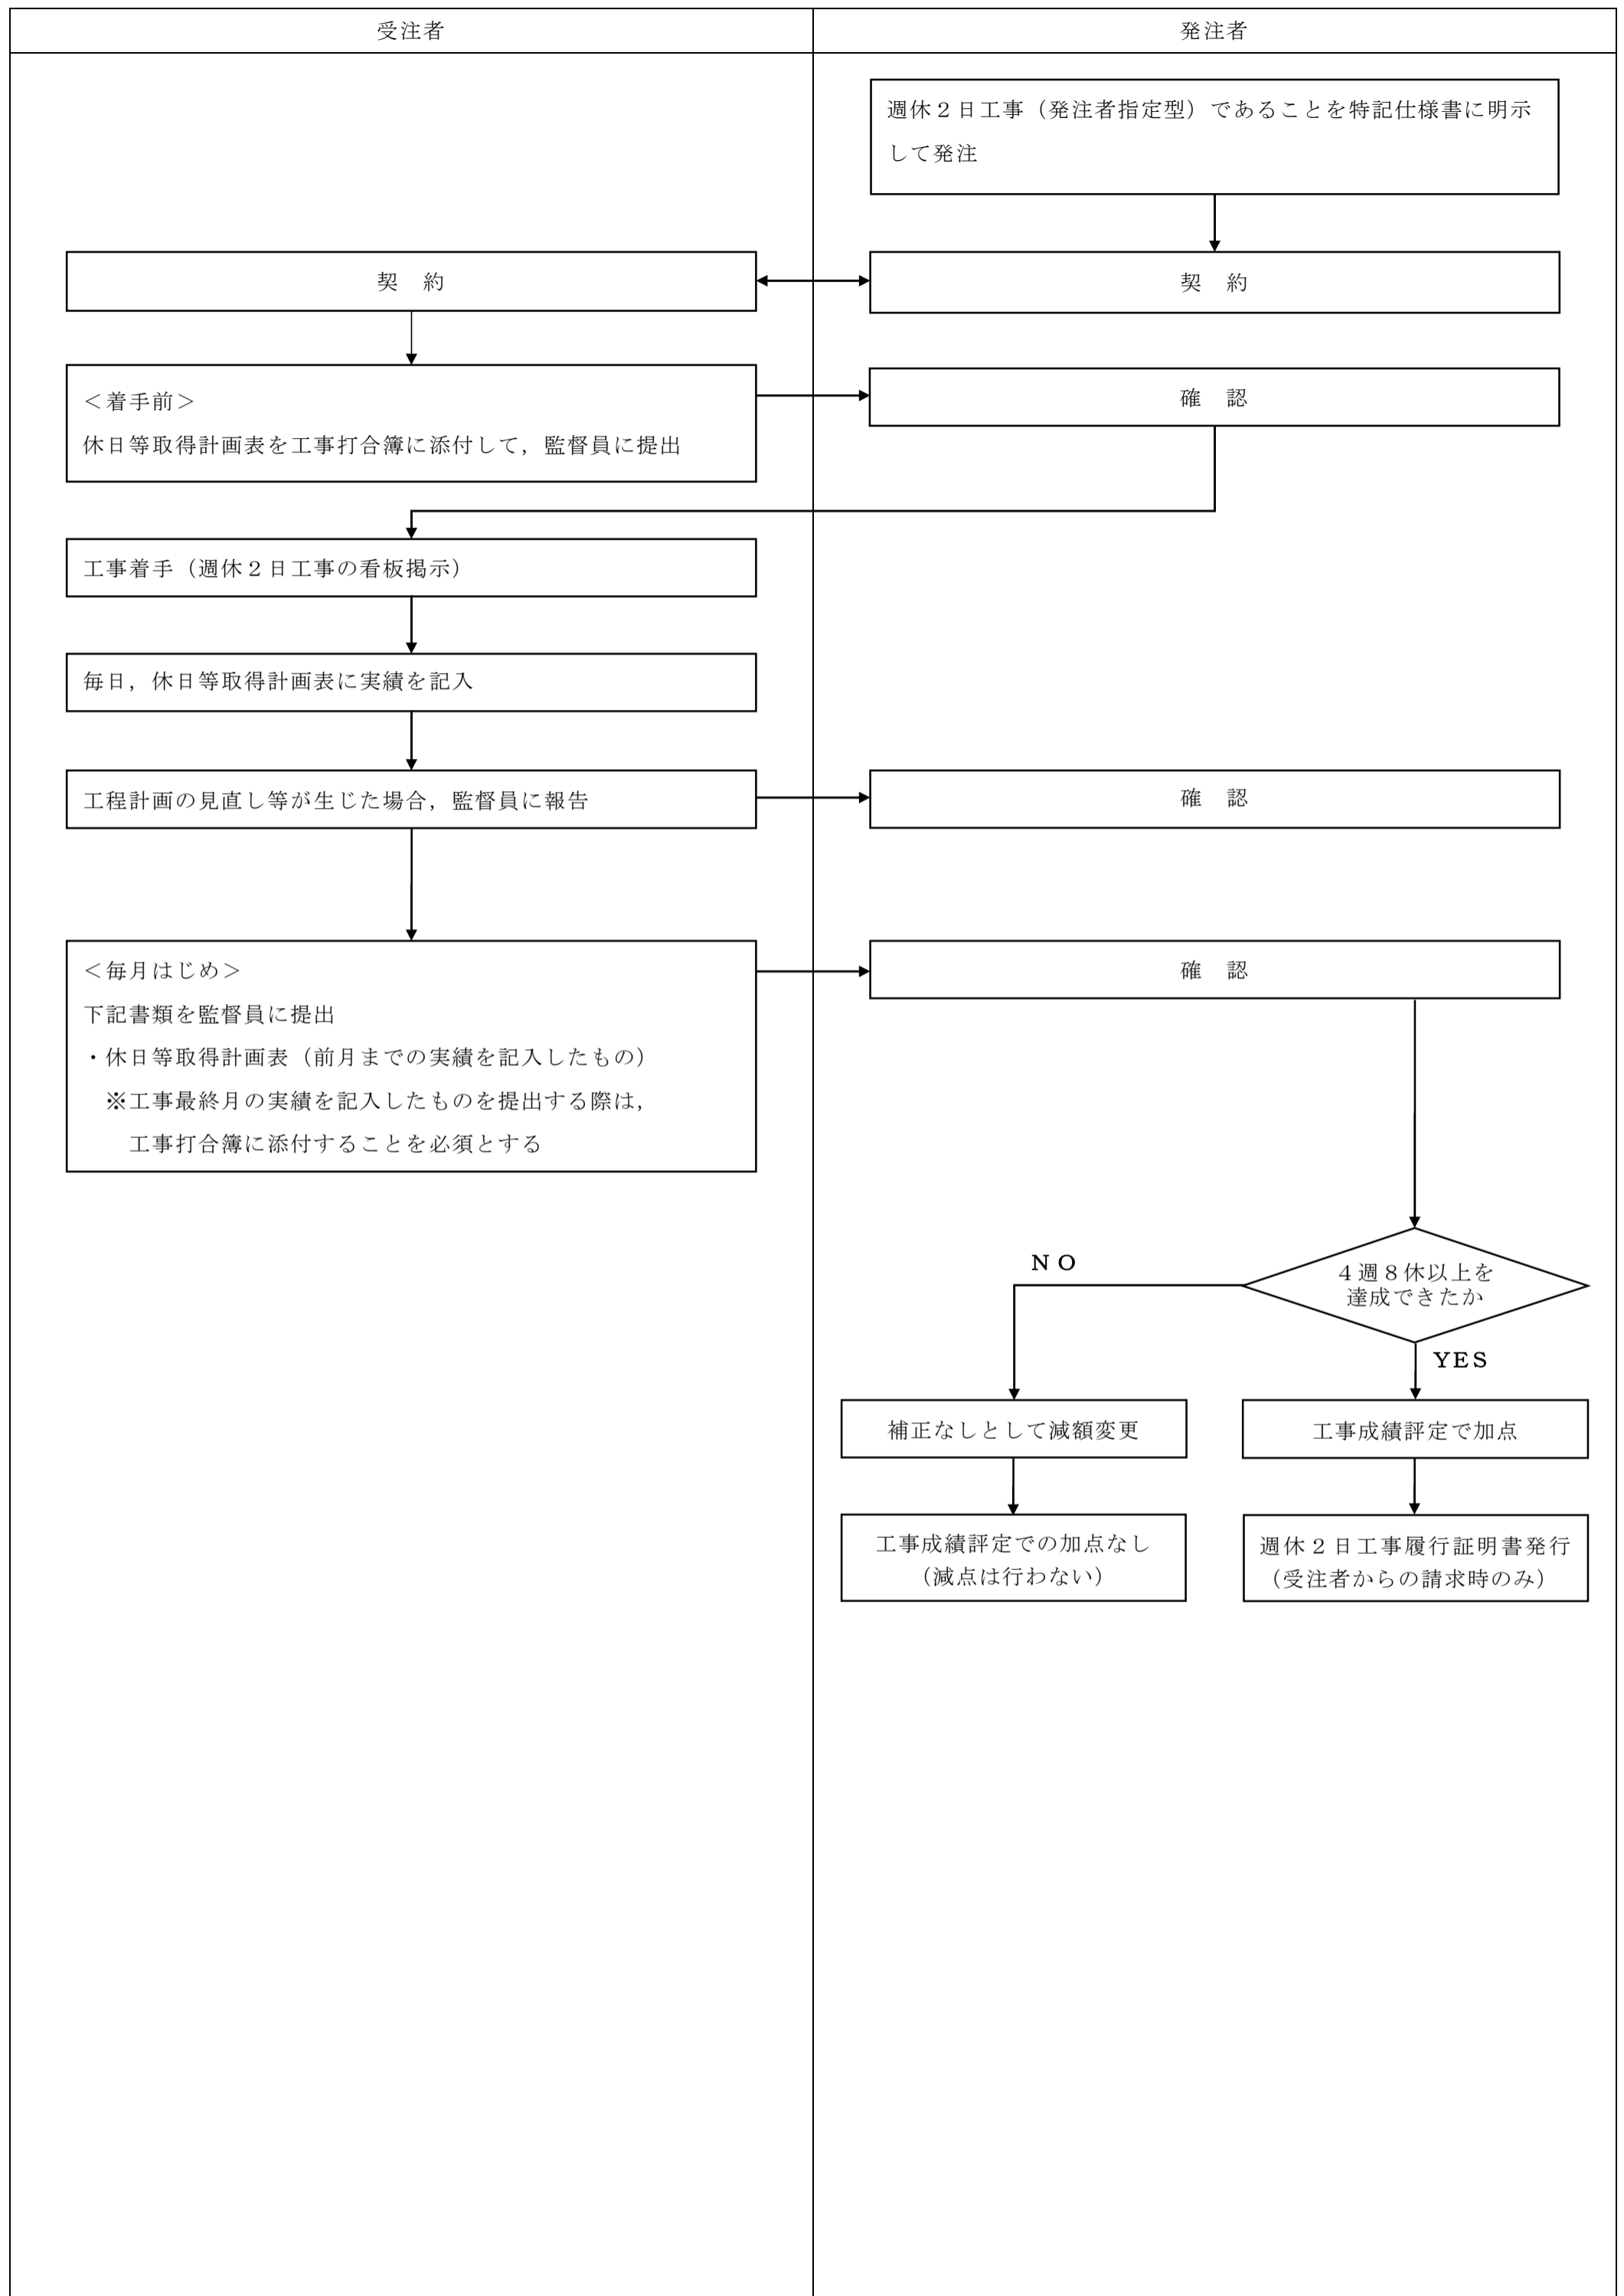 受注者
発注者
週休２日工事（発注者指定型）であることを特記仕様書に明示
して発注
契　約
契　約
＜着手前＞
休日等取得計画表を工事打合簿に添付して，監督員に提出
確　認
工事着手（週休２日工事の看板掲示）
毎日，休日等取得計画表に実績を記入
工程計画の見直し等が生じた場合，監督員に報告
確　認
＜毎月はじめ＞
下記書類を監督員に提出
・休日等取得計画表（前月までの実績を記入したもの）
※工事最終月の実績を記入したものを提出する際は，
工事打合簿に添付することを必須とする
確　認
４週８休以上を
達成できたか
ＮＯ
YES
補正なしとして減額変更
工事成績評定で加点
工事成績評定での加点なし
（減点は行わない）
週休２日工事履行証明書発行
（受注者からの請求時のみ）